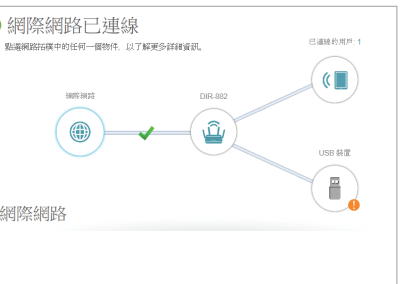 網際網路已連線
點選網路拓樸中的任何一個物件，以了解更多詳細資訊。
已連線的用戶: 1
網際網路
DIR-882
USB 裝置
網際網路